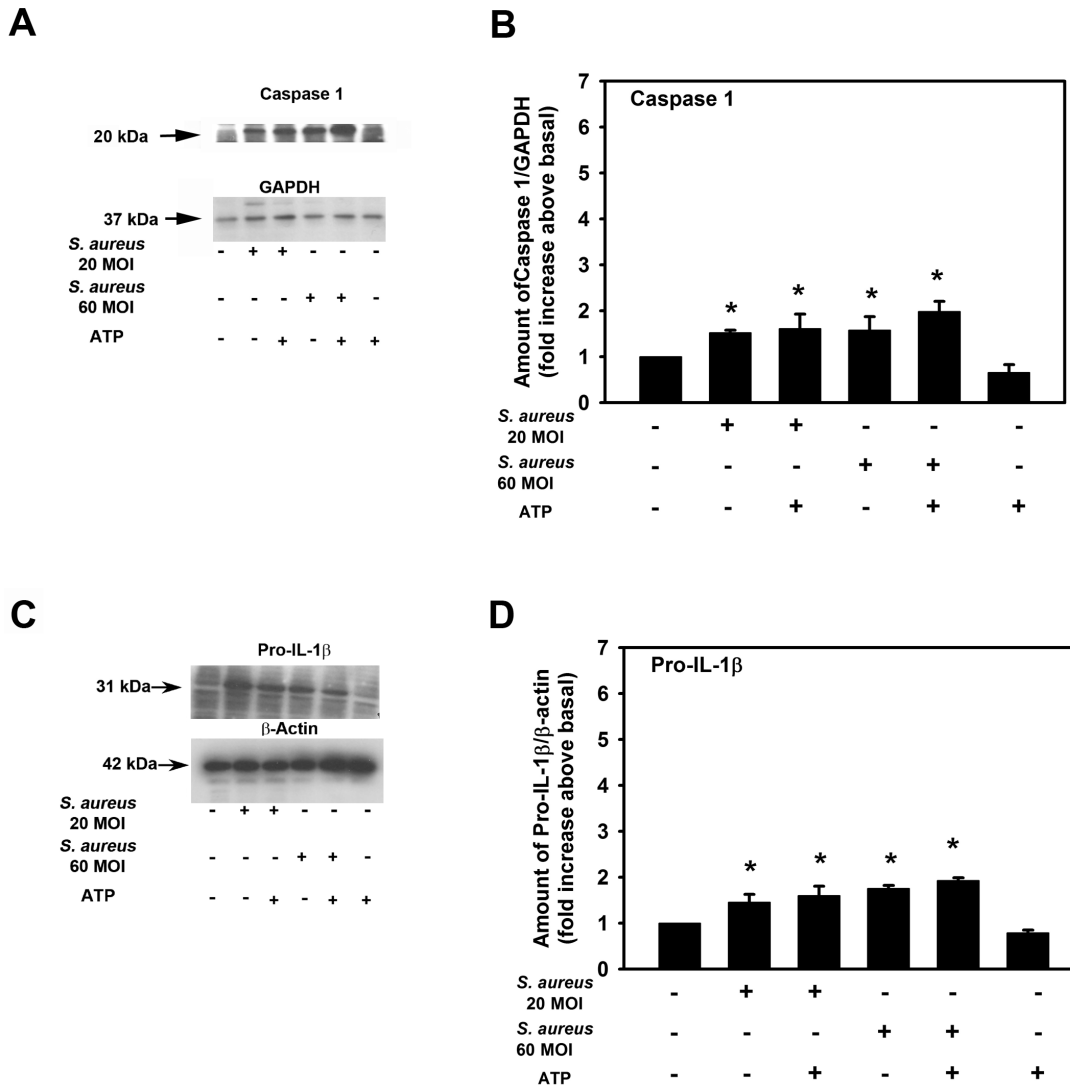 A
Caspase 1
20 kDa
GAPDH
37 kDa
S. aureus
20 MOI
- + + - - -
S. aureus
60 MOI
- - - + + -
ATP
- - + - + +
B
Caspase 1
Amount ofCaspase 1/GAPDH
(fold increase above basal)
7
6
5
4
3
2
1
0
* * * *
S. aureus
20 MOI
- + + - - -
S. aureus
60 MOI
- - - + + -
ATP
- - + - + +
C
Pro-IL-1β
31 kDa
β-Actin
42 kDa
S. aureus
20 MOI
- + + - - -
S. aureus
60 MOI
- - - + + -
ATP
- - + - + +
D
Pro-IL-1β
Amount of Pro-IL-1β/β-actin
(fold increase above basal)
7
6
5
4
3
2
1
0
* * * *
S. aureus
20 MOI
- + + - - -
S. aureus
60 MOI
- - - + + -
ATP
- - + - + +